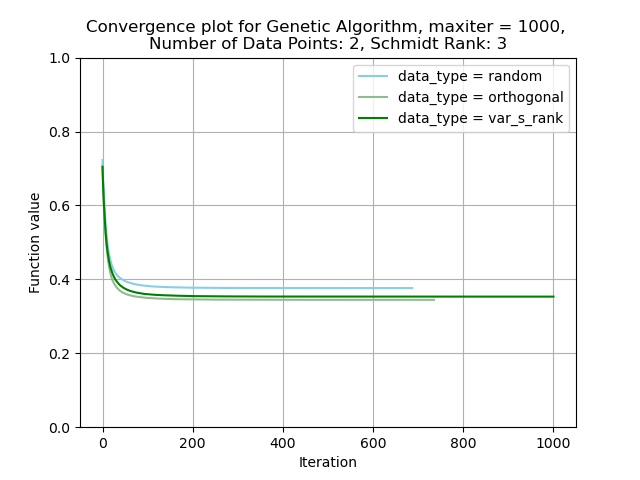 Convergence plot for Genetic Algorithm, maxiter = 1000,
Number of Data Points: 2, Schmidt Rank: 3
data_type = random
data_type = orthogonal
data_type = var_s_rank
1.0
0.8
0.6
0.4
0.2
0.0
Function value
0 200 400 600 800 1000
Iteration